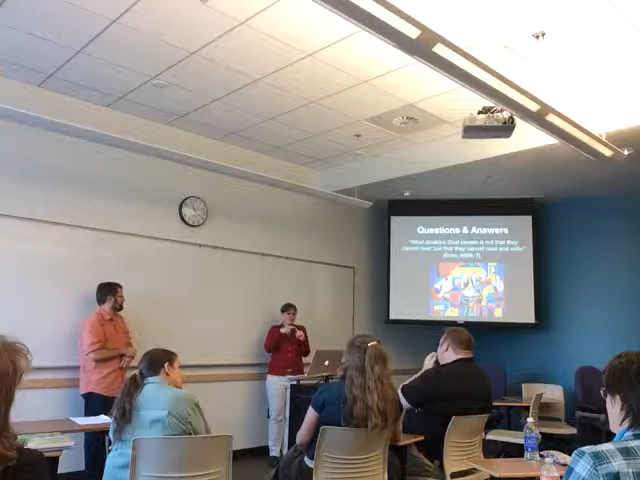 Questions & Answers
"What disables Deaf people is not that they
cannot hear but that they cannot read and write"
7).